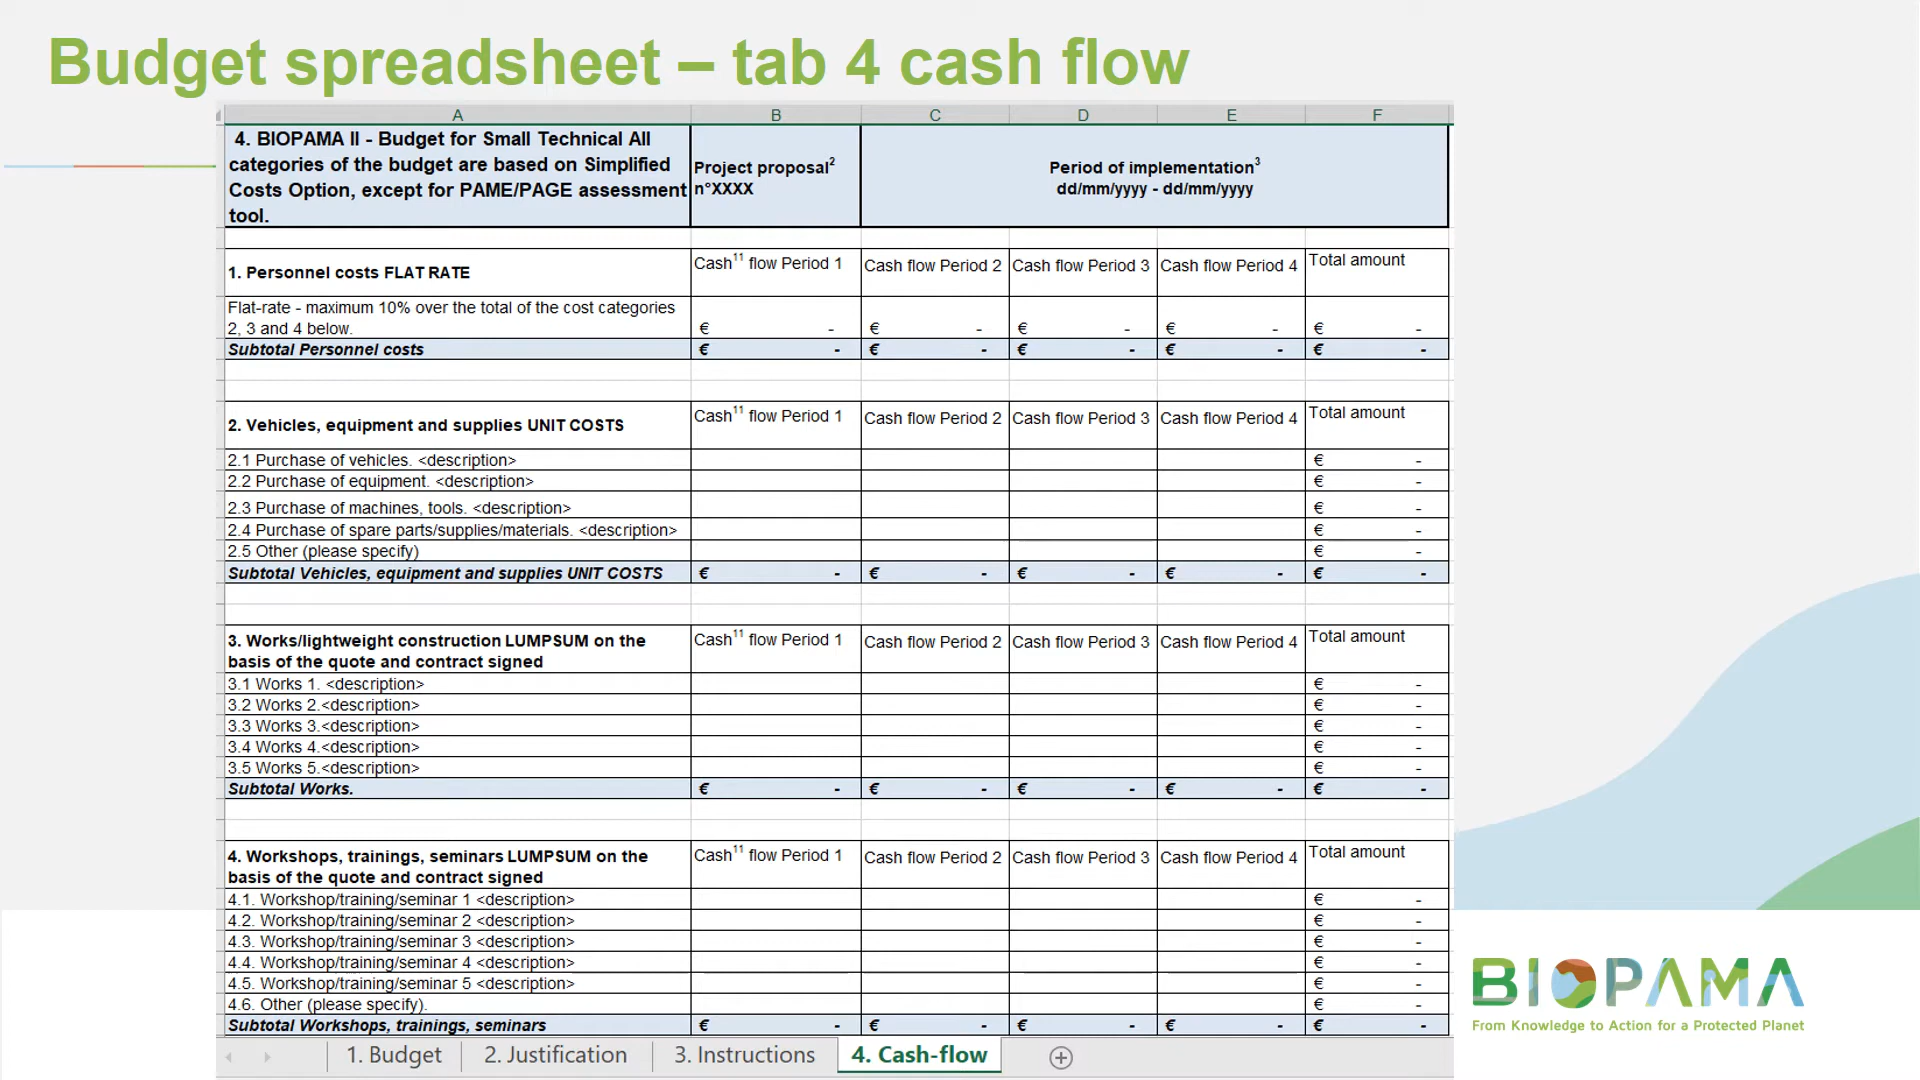 Budget spreadsheet – tab 4 cash flow
A B C D E F
4. BIOPAMA II - Budget for Small Technical All
categories of the budget are based on Simplified
Costs Option, except for PAME/PAGE assessment
tool.
Project proposal2
n°XXXX
Period of implementation3
dd/mm/yyyy - dd/mm/yyyy
1. Personnel costs FLAT RATE Cash11 flow Period 1 Cash flow Period 2 Cash flow Period 3 Cash flow Period 4 Total amount
Flat-rate - maximum 10% over the total of the cost categories
2, 3 and 4 below. € - € - € - € - € -
Subtotal Personnel costs € - € - € - € - € -
2. Vehicles, equipment and supplies UNIT COSTS Cash11 flow Period 1 Cash flow Period 2 Cash flow Period 3 Cash flow Period 4 Total amount
2.1 Purchase of vehicles. <description> € -
2.2 Purchase of equipment. <description> € -
2.3 Purchase of machines, tools. <description> € -
2.4 Purchase of spare parts/supplies/materials. <description> € -
2.5 Other (please specify) € -
Subtotal Vehicles, equipment and supplies UNIT COSTS € - € - € - € - € -
3. Works/lightweight construction LUMPSUM on the
basis of the quote and contract signed
Cash11 flow Period 1 Cash flow Period 2 Cash flow Period 3 Cash flow Period 4 Total amount
3.1 Works 1. <description> € -
3.2 Works 2.<description> € -
3.3 Works 3.<description> € -
3.4 Works 4.<description> € -
3.5 Works 5.<description> € -
Subtotal Works. € - € - € - € - € -
4. Workshops, trainings, seminars LUMPSUM on the
basis of the quote and contract signed
Cash11 flow Period 1 Cash flow Period 2 Cash flow Period 3 Cash flow Period 4 Total amount
4.1. Workshop/training/seminar 1 <description> € -
4.2. Workshop/training/seminar 2 <description> € -
4.3. Workshop/training/seminar 3 <description> € -
4.4. Workshop/training/seminar 4 <description> € -
4.5. Workshop/training/seminar 5 <description> € -
4.6. Other (please specify). € -
Subtotal Workshops, trainings, seminars € - € - € - € - € -
1. Budget 2. Justification 3. Instructions 4. Cash-flow
BIOPAMA
From Knowledge to Action for a Protected Planet